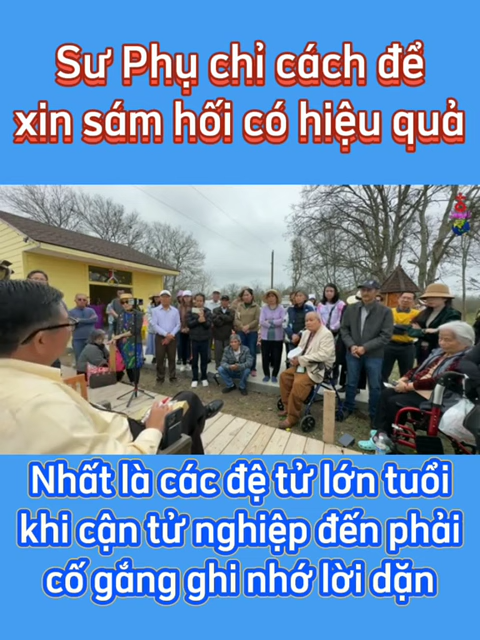 Sư Phụ chỉ cách để
xin sám hối có hiệu quả
Nhất là các đệ tử lớn tuổi
khi cận tử nghiệp đến phải
cố gắng ghi nhớ lời dặn